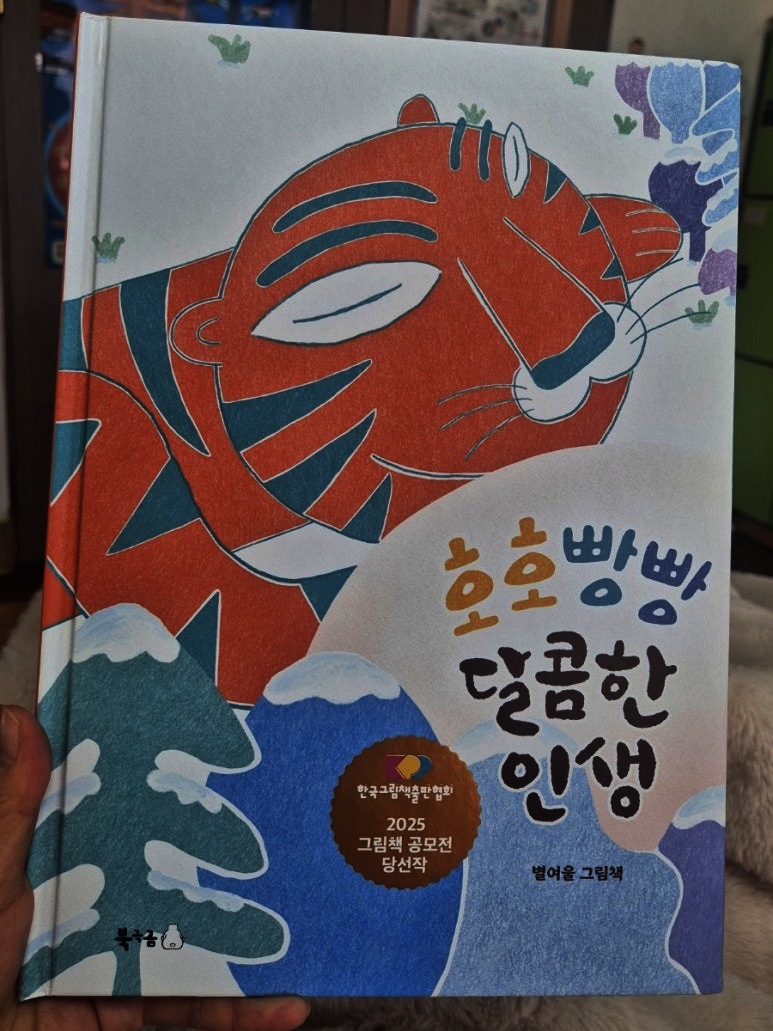 호호빵빵
달콤한
인생
한국그림책출판협회
2025
그림책 공모전
당선작
별여울 그림책
북극곰